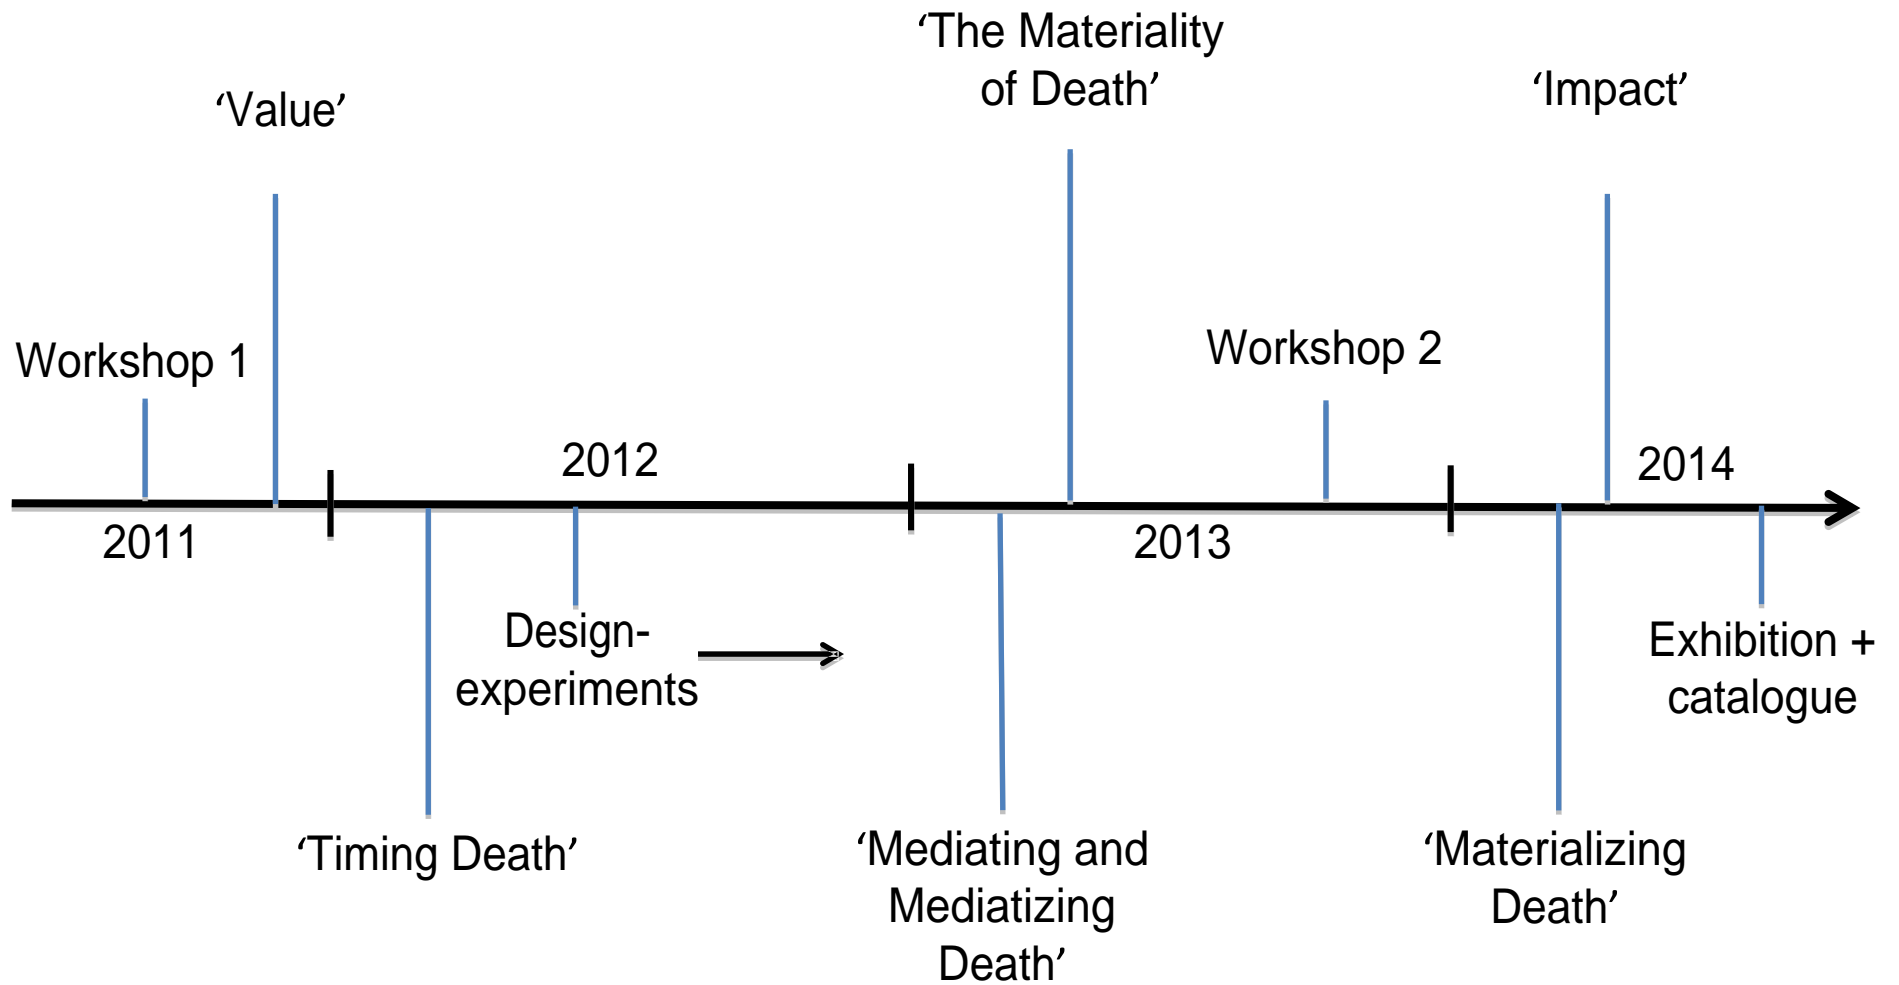 ‘The Materiality
of Death’
‘Value’
‘Impact’
Workshop 1
Workshop 2
2012
2014
2011
2013
Design-
experiments
Exhibition +
catalogue
‘Timing Death’
‘Mediating and
Mediatizing
Death’
‘Materializing
Death’